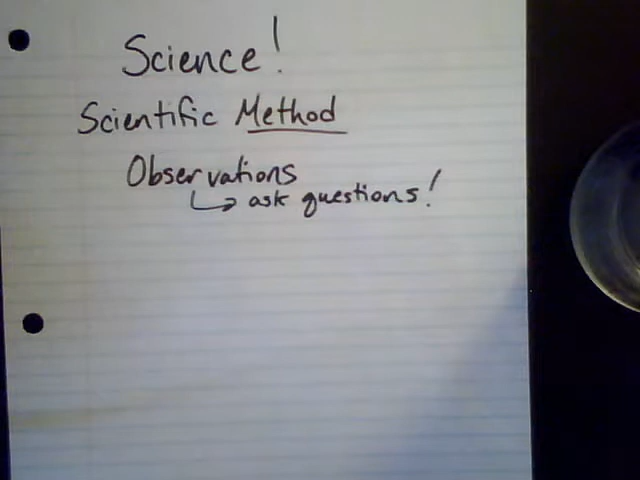 Science!
Scientific Method
Observations
↳ ask questions!